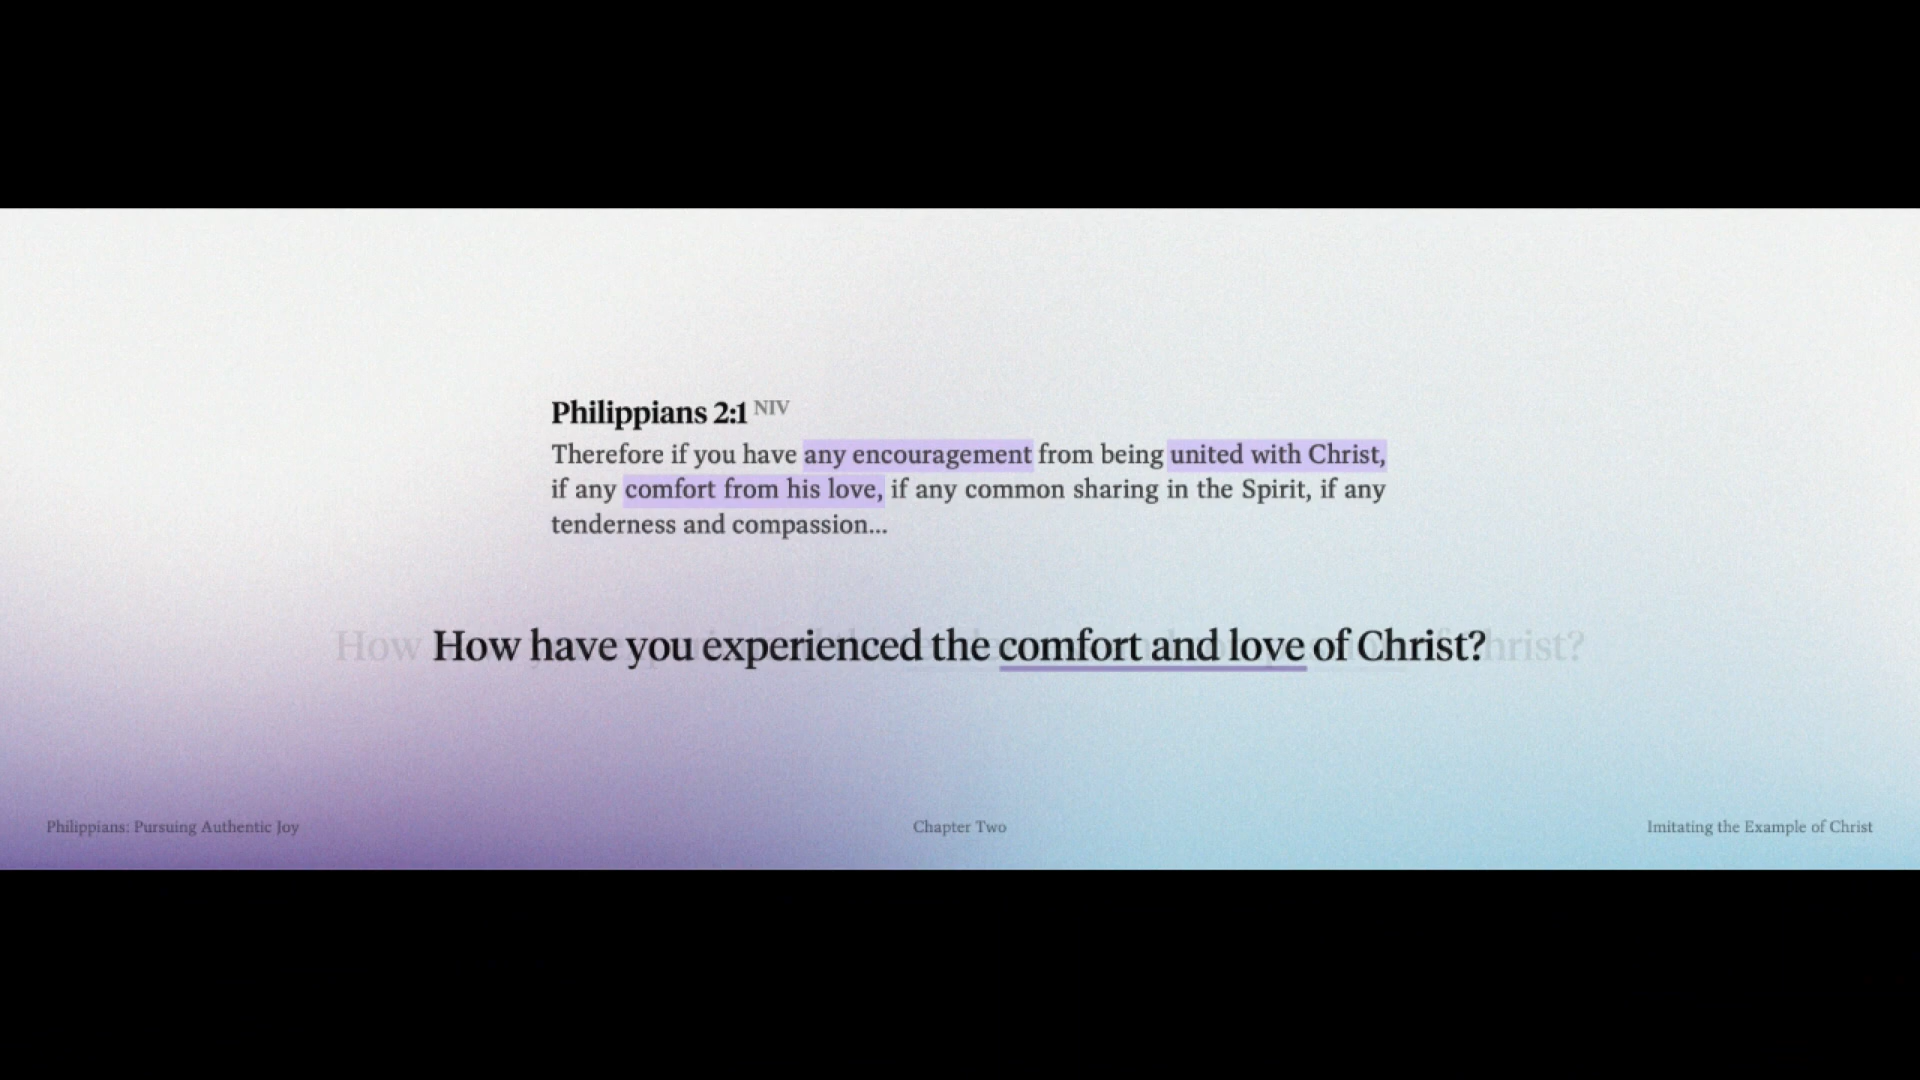 Philippians 2:1 NIV
Therefore if you have any encouragement from being united with Christ,
if any comfort from his love, if any common sharing in the Spirit, if any
tenderness and compassion...
How have you experienced the comfort and love of Christ?
Philippians: Pursuing Authentic Joy
Chapter Two
Imitating the Example of Christ